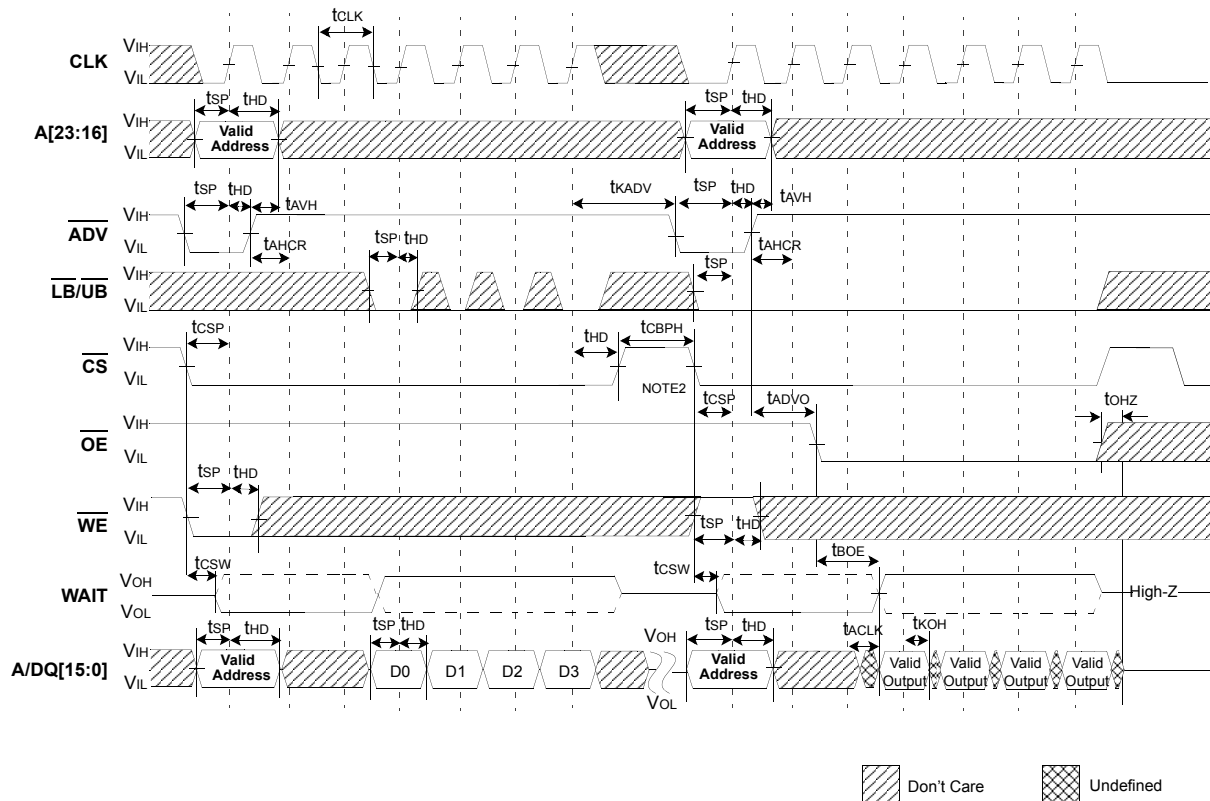 tCLK
CLK
VIH
VIL
tSP tHD tSP tHD
A[23:16]
VIH
VIL
Valid Address
Valid Address
tSP tHD tAVH tKADV tSP tHD tAVH
ADV
VIH
VIL
tAHCR tAHCR
tSP tHD tSP
LB/UB
VIH
VIL
tCSP tHD tCBPH
CS
VIH
VIL
NOTE2
tCSP tADVO tOHZ
OE
VIH
VIL
tSP tHD
WE
VIH
VIL
tSP tHD
tCSW tCSW tBOE
WAIT
VOH
VOL
High-Z
tSP tHD tSP tHD VOH tSP tHD tACLK tKOH
A/DQ[15:0]
VIH
VIL
Valid Address
D0 D1 D2 D3
VOL
Valid Address
Valid Output
Valid Output
Valid Output
Valid Output
Don't Care
Undefined